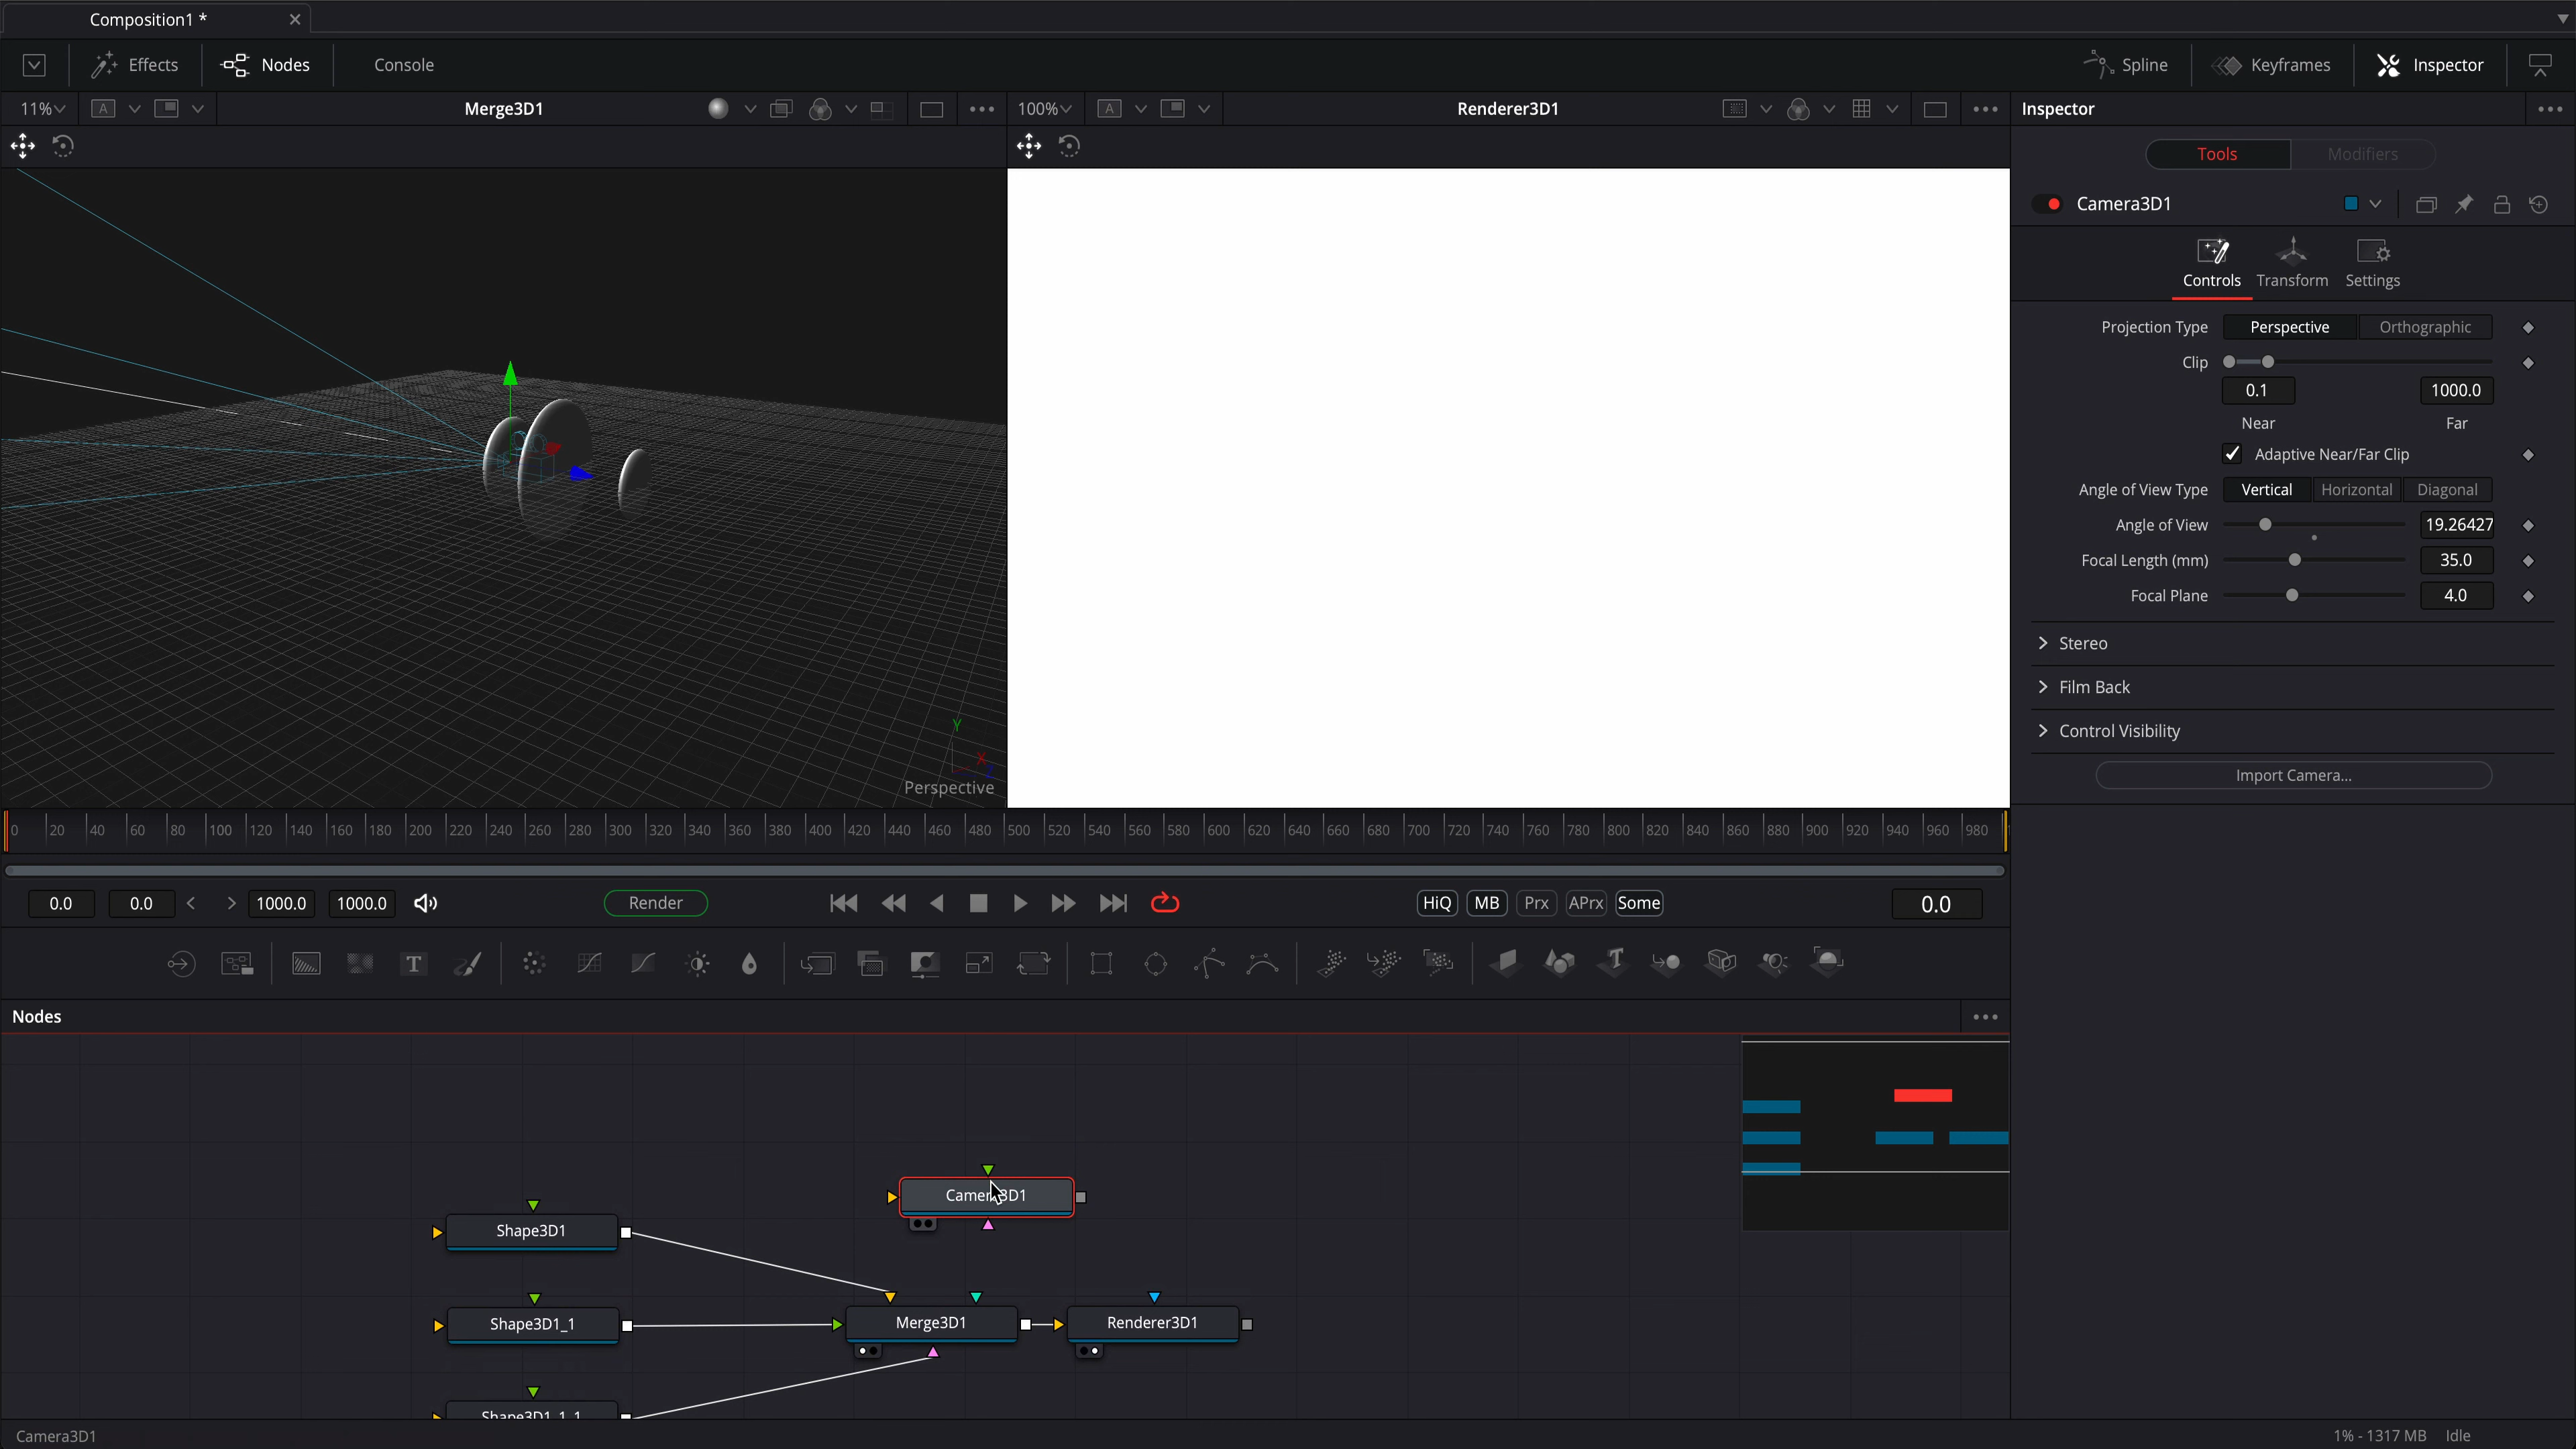 Composition1 *
Effects
Nodes
Console
Spline
Keyframes
Inspector
11%
A
Merge3D1
100%
A
Renderer3D1
Inspector
Tools
Modifiers
Camera3D1
Controls
Transform
Settings
Projection Type
Perspective
Orthographic
Clip
0.1
1000.0
Near
Far
Adaptive Near/Far Clip
Angle of View Type
Vertical
Horizontal
Diagonal
Angle of View
19.26427
Focal Length (mm)
35.0
Focal Plane
4.0
Stereo
Film Back
Control Visibility
Import Camera...
Y
X
Perspective
0 20 40 60 80 100 120 140 160 180 200 220 240 260 280 300 320 340 360 380 400 420 440 460 480 500 520 540 560 580 600 620 640 660 680 700 720 740 760 780 800 820 840 860 880 900 920 940 960 980
0.0
0.0
1000.0
1000.0
Render
HiQ
MB
Prx
APrx
Some
0.0
T
Nodes
Camera3D1
Shape3D1
Shape3D1_1
Merge3D1
Renderer3D1
Shape3D1_1_1
Camera3D1
1% - 1317 MB
Idle